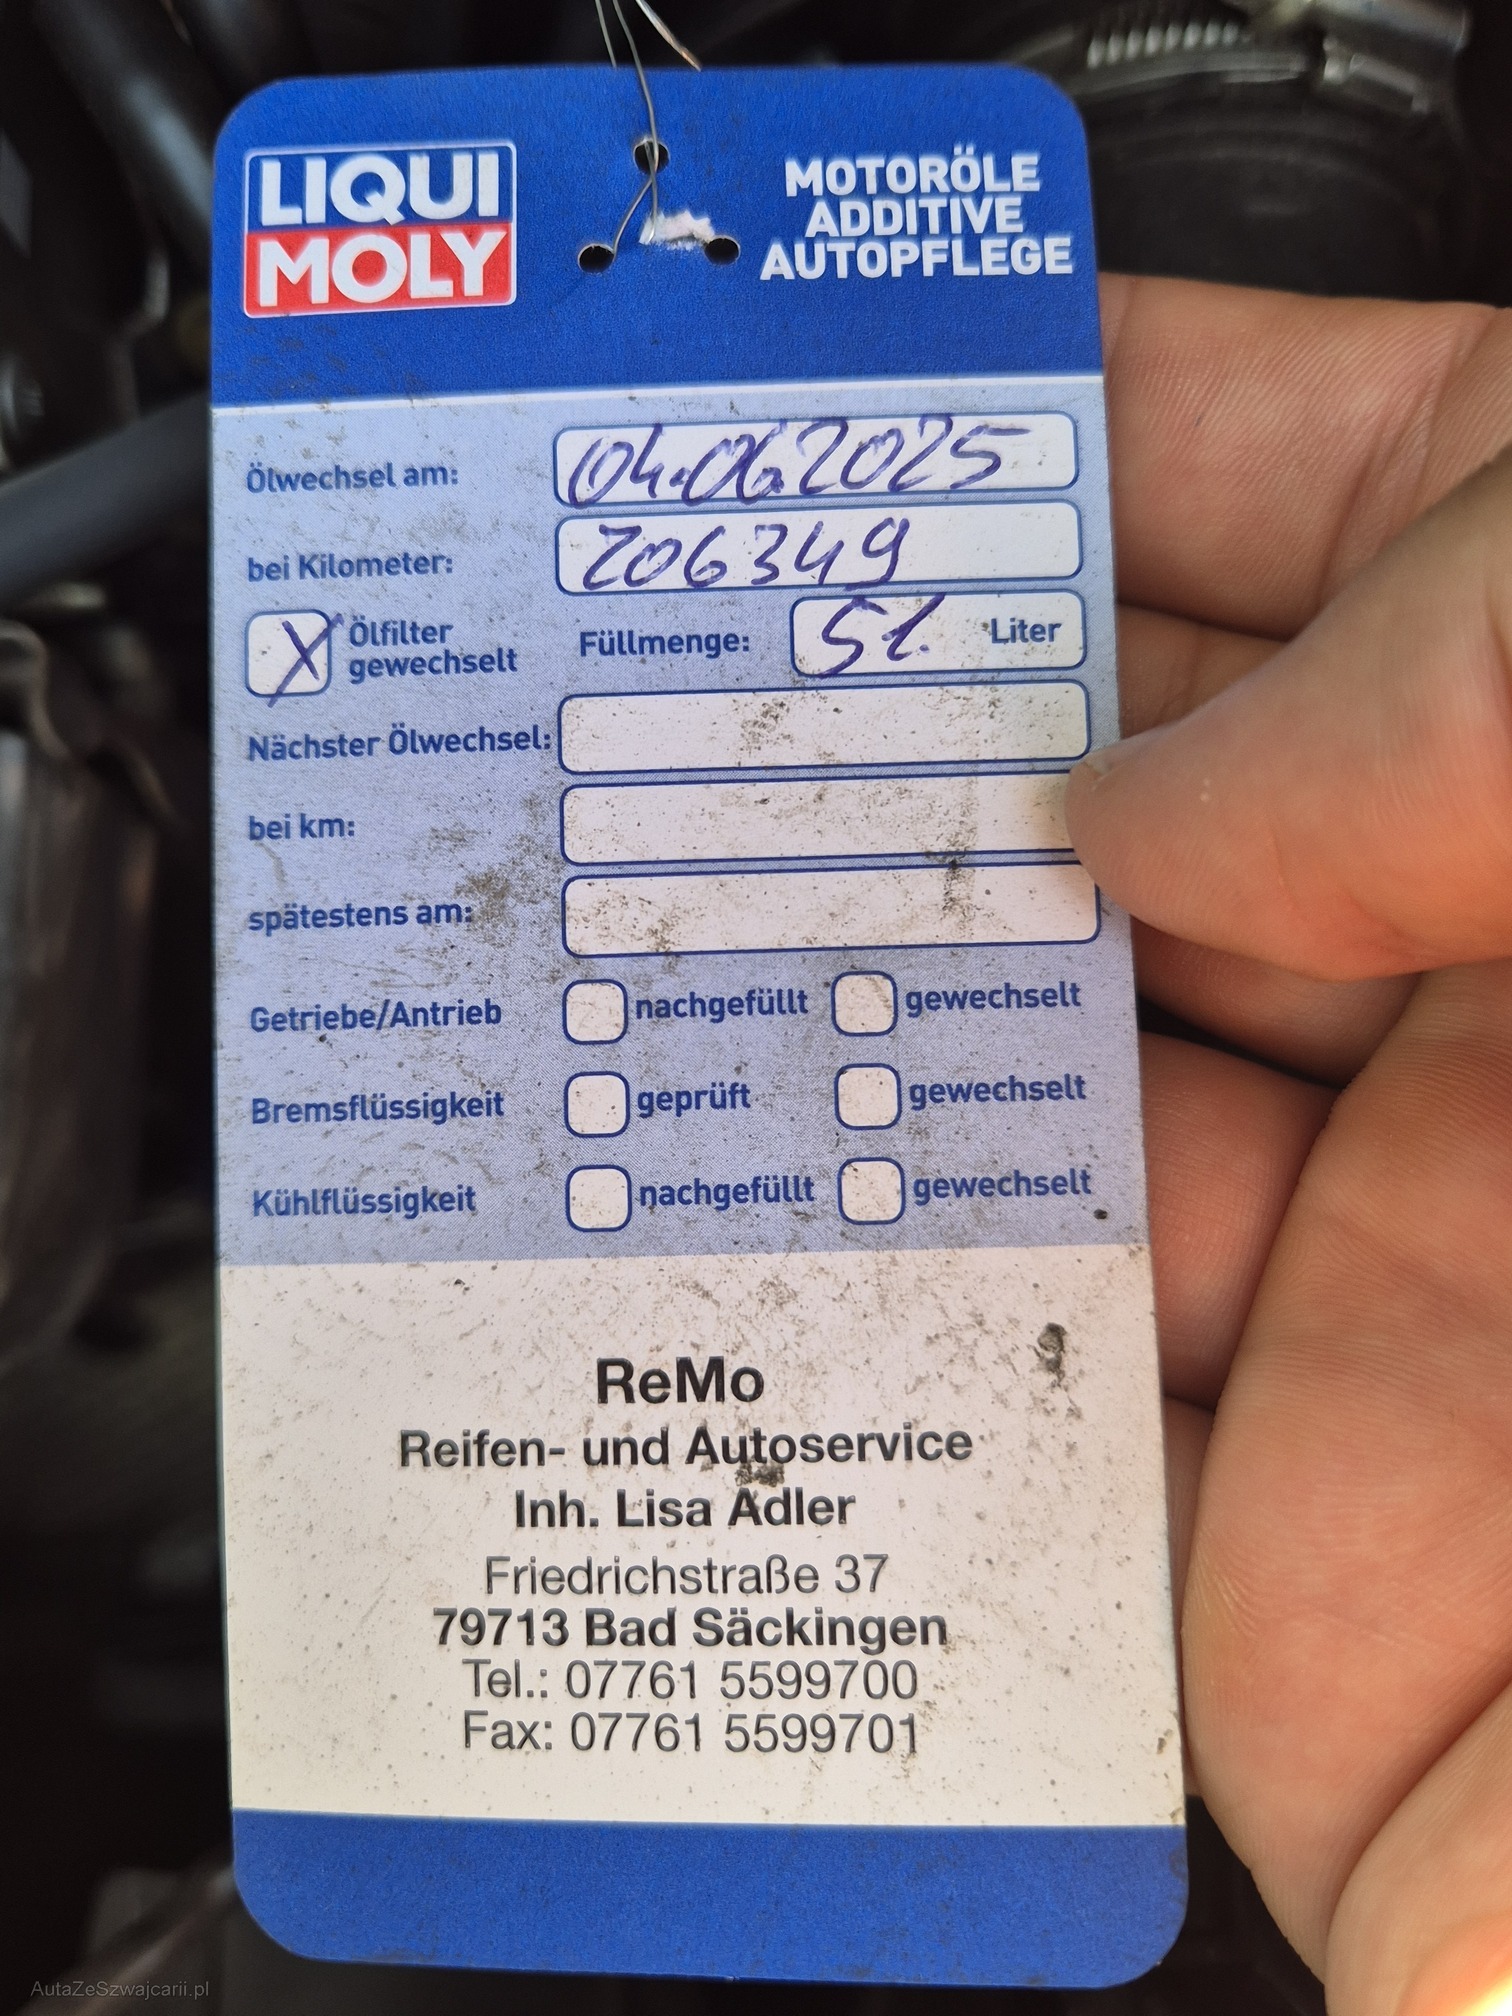 LIQUI
MOLY
MOTORÖLE
ADDITIVE
AUTOPFLEGE
Ölwechsel am: 04.06.2025
bei Kilometer: 206349
X Ölfilter gewechselt Füllmenge: 5l. Liter
Nächster Ölwechsel:
bei km:
spätestens am:
Getriebe/Antrieb nachgefüllt gewechselt
Bremsflüssigkeit geprüft gewechselt
Kühlflüssigkeit nachgefüllt gewechselt
ReMo
Reifen- und Autoservice
Inh. Lisa Adler
Friedrichstraße 37
79713 Bad Säckingen
Tel.: 07761 5599700
Fax: 07761 5599701
AutaZeSzwajcarii.pl